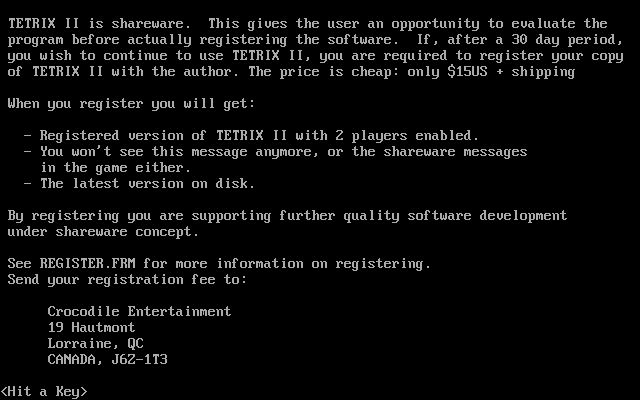 TETRIX II is shareware.  This gives the user an opportunity to evaluate the
program before actually registering the software.  If, after a 30 day period,
you wish to continue to use TETRIX II, you are required to register your copy
of TETRIX II with the author. The price is cheap: only $15US + shipping
When you register you will get:
- Registered version of TETRIX II with 2 players enabled.
- You won't see this message anymore, or the shareware messages
in the game either.
- The latest version on disk.
By registering you are supporting further quality software development
under shareware concept.
See REGISTER.FRM for more information on registering.
Send your registration fee to:
Crocodile Entertainment
19 Hautmont
Lorraine, QC
CANADA, J6Z-1T3
<Hit a Key>